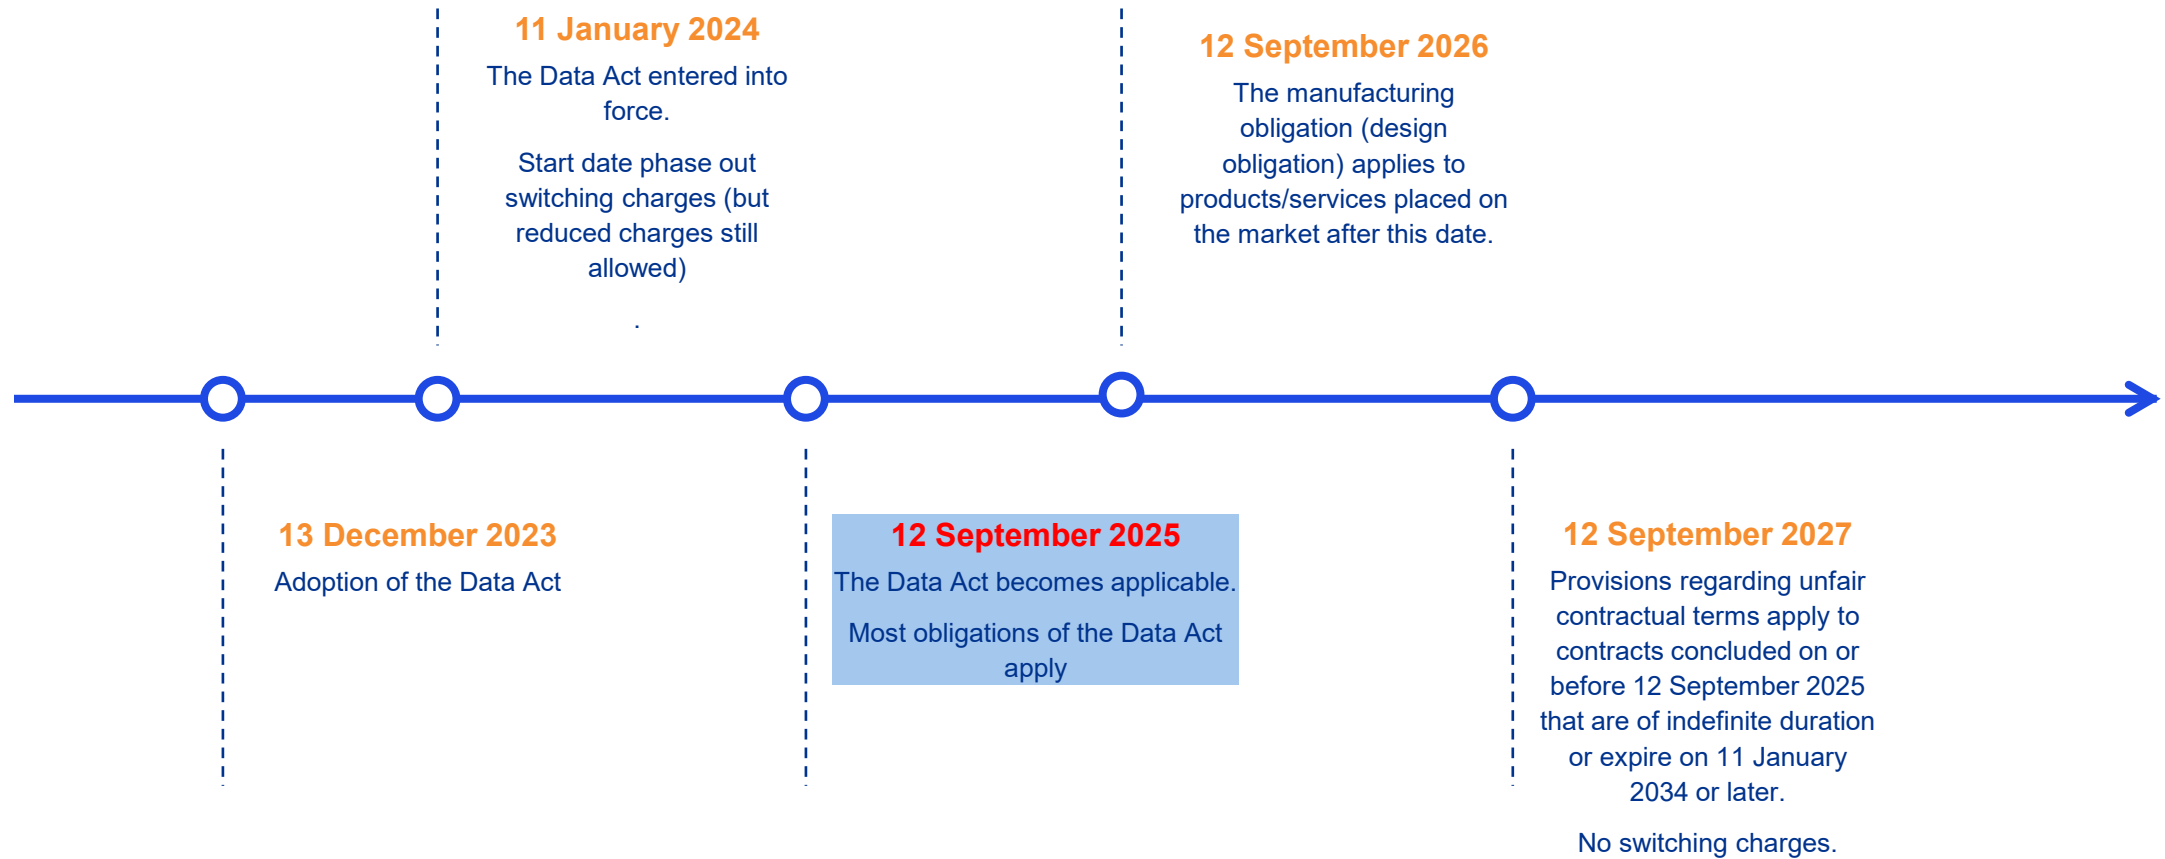 11 January 2024
The Data Act entered into
force.
Start date phase out
switching charges (but
reduced charges still
allowed)
.
12 September 2026
The manufacturing
obligation (design
obligation) applies to
products/services placed on
the market after this date.
13 December 2023
Adoption of the Data Act
12 September 2025
The Data Act becomes applicable.
Most obligations of the Data Act
apply
12 September 2027
Provisions regarding unfair
contractual terms apply to
contracts concluded on or
before 12 September 2025
that are of indefinite duration
or expire on 11 January
2034 or later.
No switching charges.